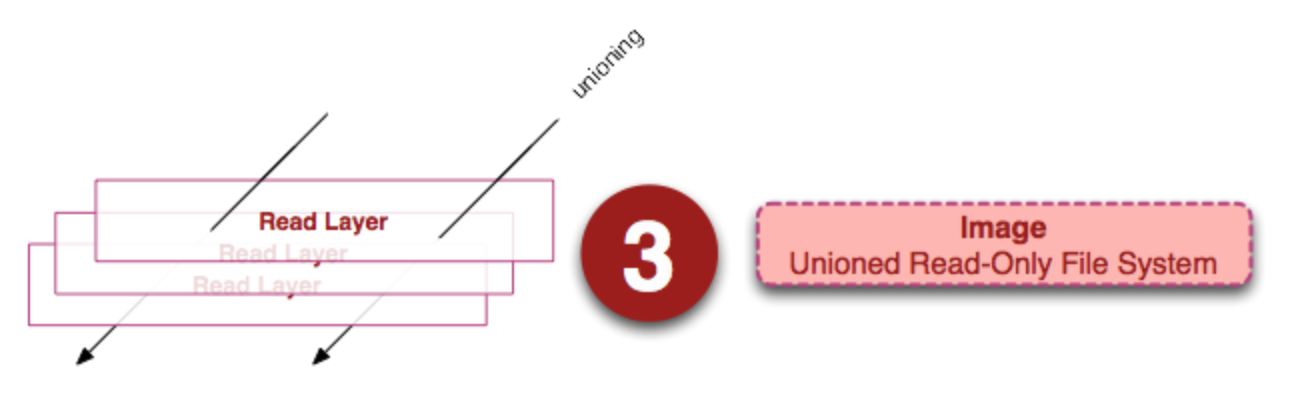 unioning
Read Layer
Read Layer
Read Layer
3
Image
Unioned Read-Only File System